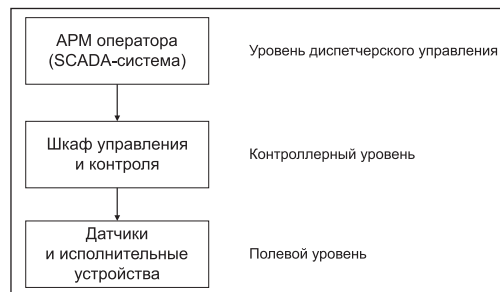 АРМ оператора
(SCADA-система)
Уровень диспетчерского управления
Шкаф управления
и контроля
Контроллерный уровень
Датчики
и исполнительные
устройства
Полевой уровень